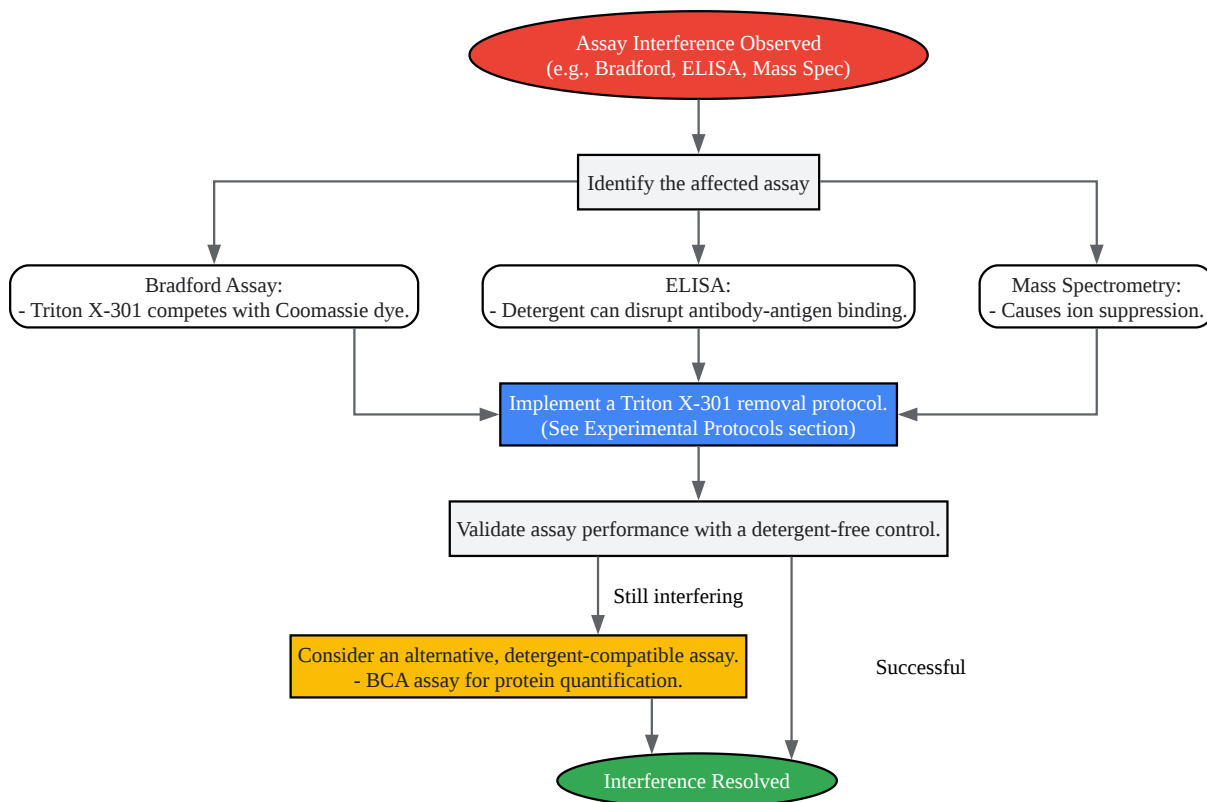 Assay Interference Observed
(e.g., Bradford, ELISA, Mass Spec)
Identify the affected assay
Bradford Assay:
- Triton X-301 competes with Coomassie dye.
ELISA:
- Detergent can disrupt antibody-antigen binding.
Mass Spectrometry:
- Causes ion suppression.
Implement a Triton X-301 removal protocol.
(See Experimental Protocols section)
Validate assay performance with a detergent-free control.
Still interfering
Consider an alternative, detergent-compatible assay.
- BCA assay for protein quantification.
Successful
Interference Resolved